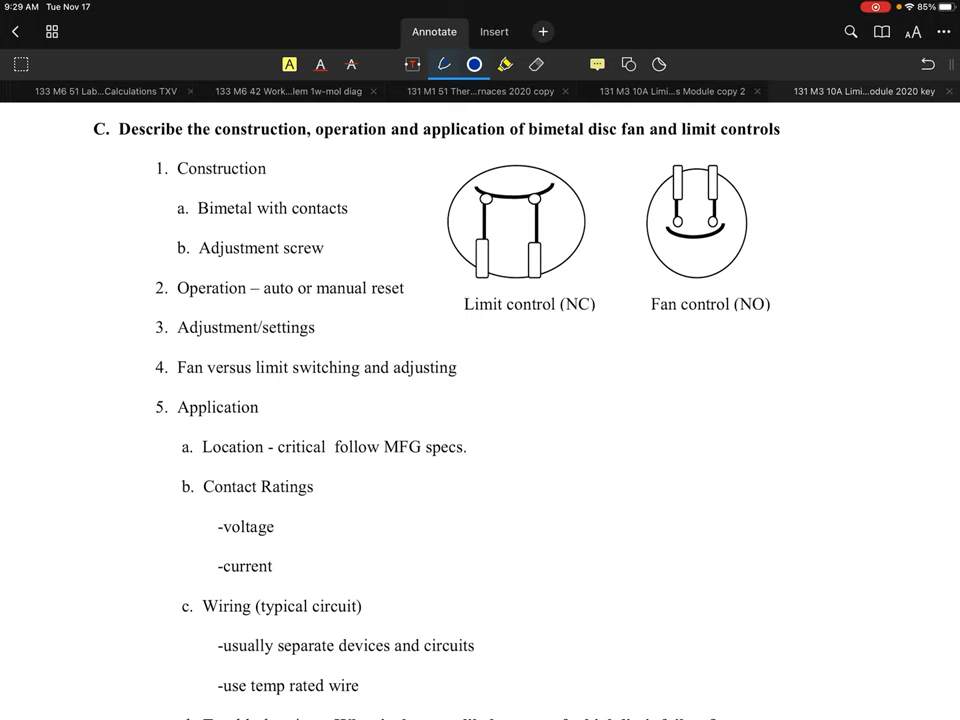 9:29 AM Tue Nov 17
85%
Annotate
Insert
AA
A
A
A
T
133 M6 51 Lab...Calculations TXV
133 M6 42 Work...lem 1w-mol diag
131 M1 51 Ther...rnaces 2020 copy
131 M3 10A Limi...s Module copy 2
131 M3 10A Limi...odule 2020 key
C. Describe the construction, operation and application of bimetal disc fan and limit controls
1. Construction
a. Bimetal with contacts
b. Adjustment screw
2. Operation – auto or manual reset
Limit control (NC)
Fan control (NO)
3. Adjustment/settings
4. Fan versus limit switching and adjusting
5. Application
a. Location - critical follow MFG specs.
b. Contact Ratings
-voltage
-current
c. Wiring (typical circuit)
-usually separate devices and circuits
-use temp rated wire